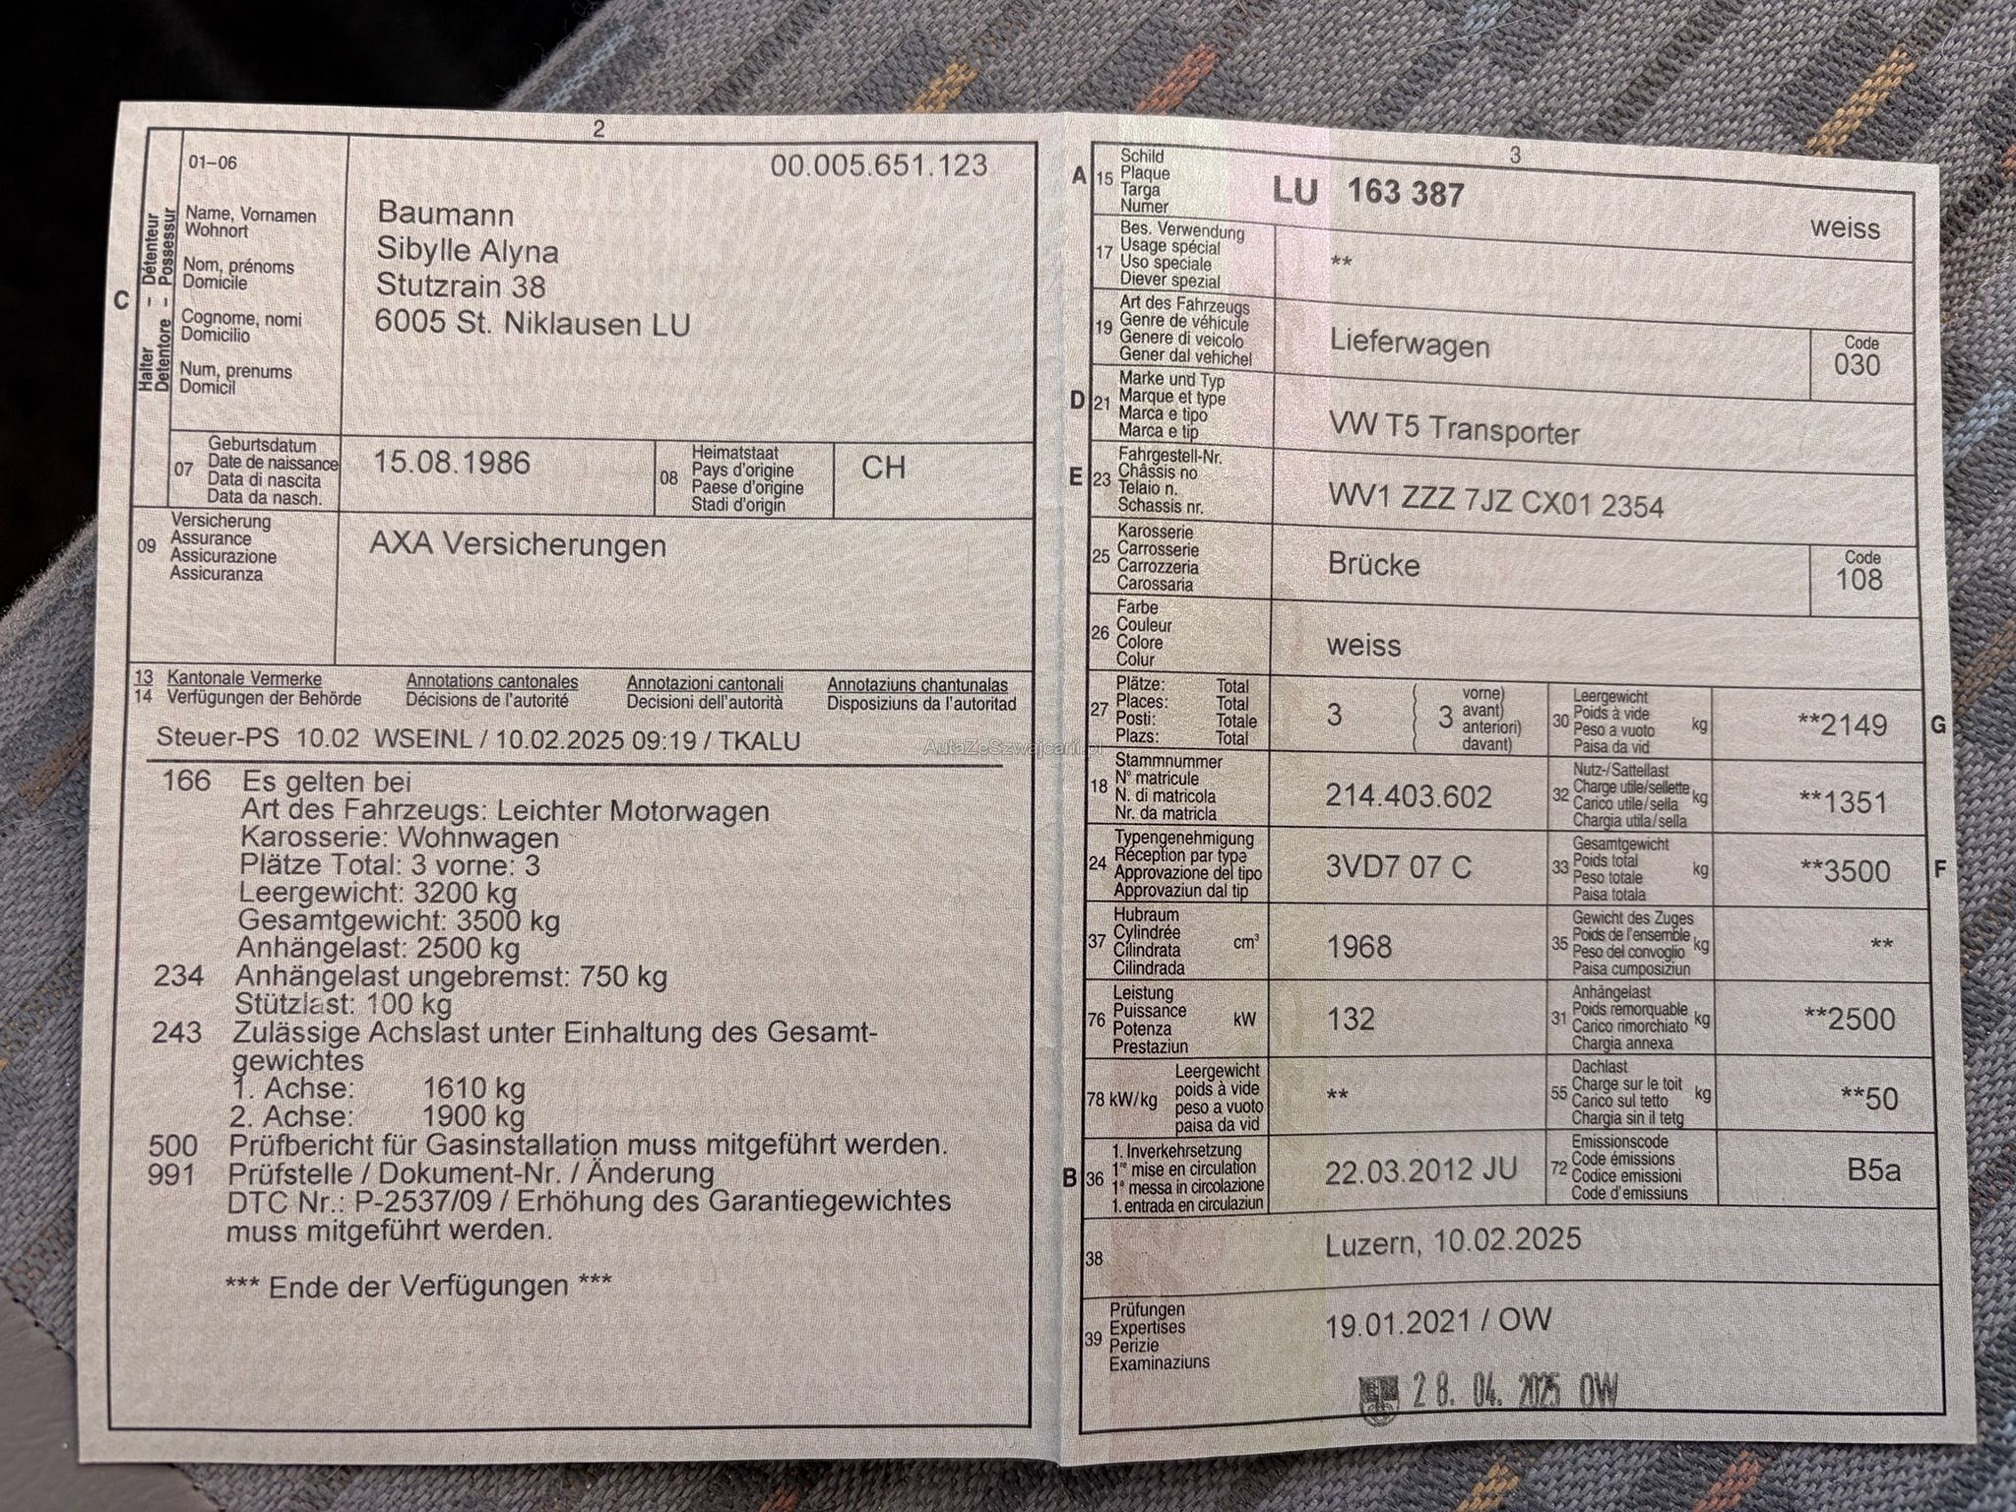 2
01–06
00.005.651.123
C
Halter – Détenteur
Detentore – Possessur
Name, Vornamen
Wohnort
Nom, prénoms
Domicile
Cognome, nomi
Domicilio
Num, prenums
Domicil
Baumann
Sibylle Alyna
Stutzrain 38
6005 St. Niklausen LU
07
Geburtsdatum
Date de naissance
Data di nascita
Data da nasch.
15.08.1986
08
Heimatstaat
Pays d'origine
Paese d'origine
Stadi d'origin
CH
09
Versicherung
Assurance
Assicurazione
Assicuranza
AXA Versicherungen
13 Kantonale Vermerke Annotations cantonales Annotazioni cantonali Annotaziuns chantunalas
14 Verfügungen der Behörde Décisions de l'autorité Decisioni dell'autorità Disposiziuns da l'autoritad
Steuer-PS 10.02 WSEINL / 10.02.2025 09:19 / TKALU
166 Es gelten bei
Art des Fahrzeugs: Leichter Motorwagen
Karosserie: Wohnwagen
Plätze Total: 3 vorne: 3
Leergewicht: 3200 kg
Gesamtgewicht: 3500 kg
Anhängelast: 2500 kg
234 Anhängelast ungebremst: 750 kg
Stützlast: 100 kg
243 Zulässige Achslast unter Einhaltung des Gesamt-
gewichtes
1. Achse: 1610 kg
2. Achse: 1900 kg
500 Prüfbericht für Gasinstallation muss mitgeführt werden.
991 Prüfstelle / Dokument-Nr. / Änderung
DTC Nr.: P-2537/09 / Erhöhung des Garantiegewichtes
muss mitgeführt werden.
*** Ende der Verfügungen ***
AutaZeSzwajcarii.pl
3
A
15
Schild
Plaque
Targa
Numer
LU 163 387
weiss
17
Bes. Verwendung
Usage spécial
Uso speciale
Diever spezial
**
19
Art des Fahrzeugs
Genre de véhicule
Genere di veicolo
Gener dal vehichel
Lieferwagen
Code
030
D
21
Marke und Typ
Marque et type
Marca e tipo
Marca e tip
VW T5 Transporter
E
23
Fahrgestell-Nr.
Châssis no
Telaio n.
Schassis nr.
WV1 ZZZ 7JZ CX01 2354
25
Karosserie
Carrosserie
Carrozzeria
Carossaria
Brücke
Code
108
26
Farbe
Couleur
Colore
Colur
weiss
27
Plätze: Total
Places: Total
Posti: Totale
Plazs: Total
3
3
vorne)
avant)
anteriori)
davant)
30
Leergewicht
Poids à vide
Peso a vuoto
Paisa da vid
kg
**2149
G
18
Stammnummer
N° matricule
N. di matricola
Nr. da matricla
214.403.602
32
Nutz-/Sattellast
Charge utile/sellette
Carico utile/sella
Chargia utila/sella
kg
**1351
24
Typengenehmigung
Réception par type
Approvazione del tipo
Approvaziun dal tip
3VD7 07 C
33
Gesamtgewicht
Poids total
Peso totale
Paisa totala
kg
**3500
F
37
Hubraum
Cylindrée
Cilindrata
Cilindrada
cm³
1968
35
Gewicht des Zuges
Poids de l'ensemble
Peso del convoglio
Paisa cumposiziun
kg
**
76
Leistung
Puissance
Potenza
Prestaziun
kW
132
31
Anhängelast
Poids remorquable
Carico rimorchiato
Chargia annexa
kg
**2500
78 kW/kg
Leergewicht
poids à vide
peso a vuoto
paisa da vid
**
55
Dachlast
Charge sur le toit
Carico sul tetto
Chargia sin il tetg
kg
**50
B
36
1. Inverkehrsetzung
1re mise en circulation
1a messa in circolazione
1. entrada en circulaziun
22.03.2012 JU
72
Emissionscode
Code émissions
Codice emissioni
Code d'emissiuns
B5a
38
Luzern, 10.02.2025
39
Prüfungen
Expertises
Perizie
Examinaziuns
19.01.2021 / OW
28. 04. 2025 OW